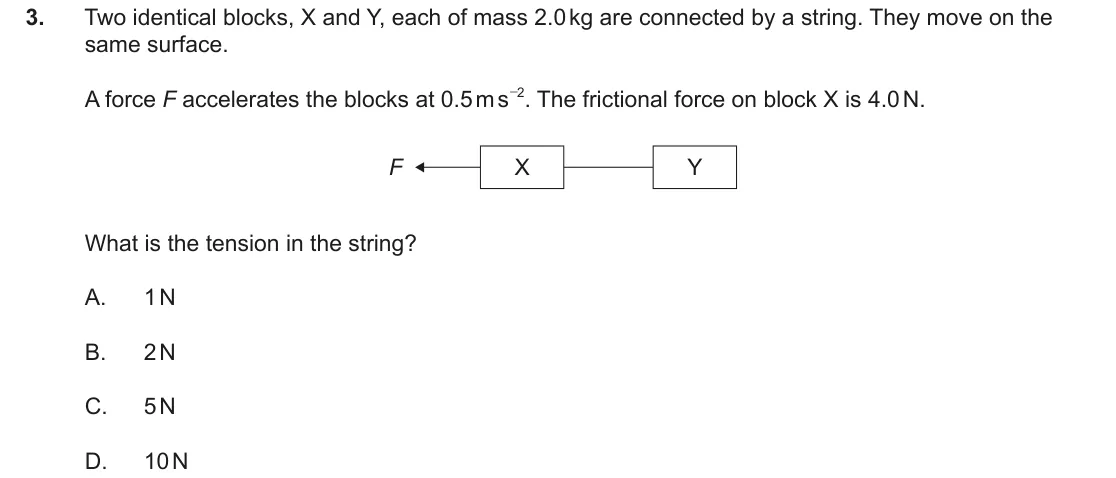 3. Two identical blocks, X and Y, each of mass 2.0 kg are connected by a string. They move on the
same surface.
A force F accelerates the blocks at 0.5 m s⁻². The frictional force on block X is 4.0 N.
F X Y
What is the tension in the string?
A. 1 N
B. 2 N
C. 5 N
D. 10 N